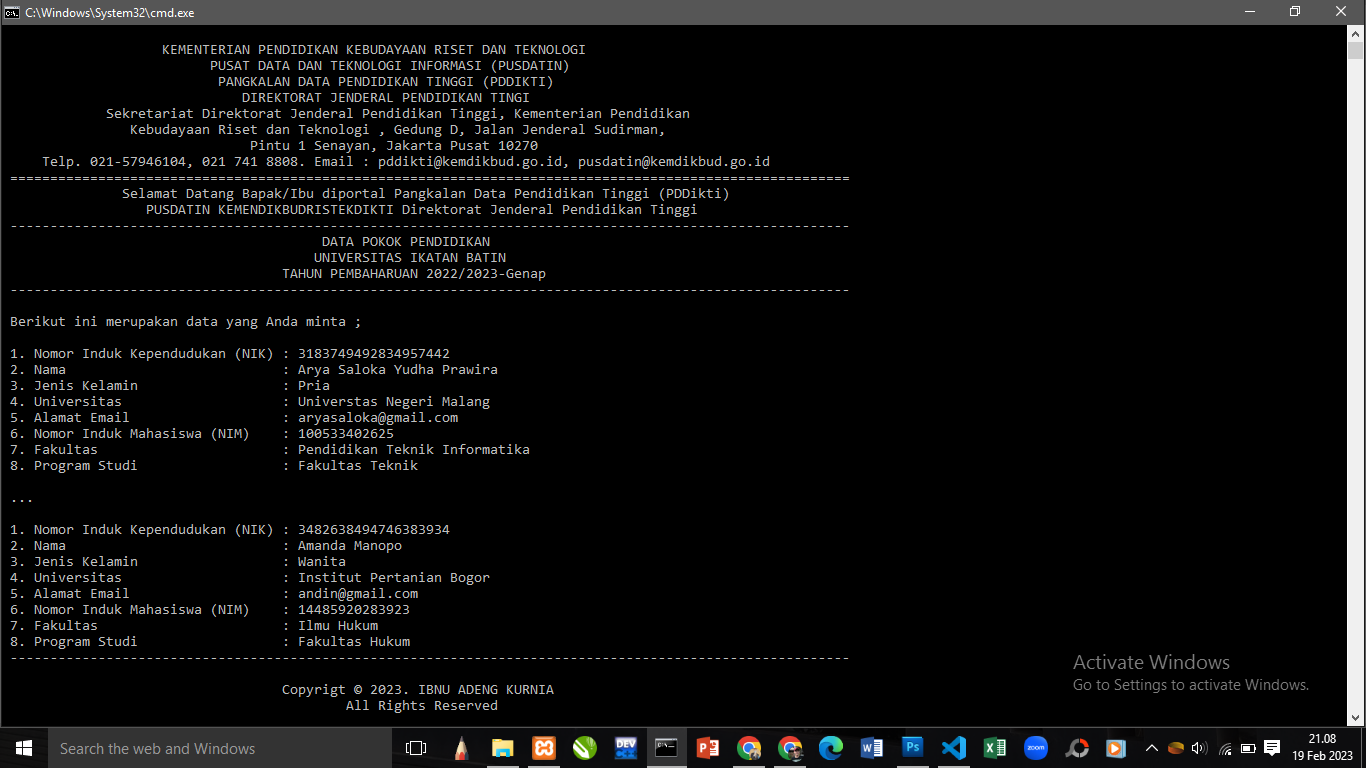 C:\Windows\System32\cmd.exe
KEMENTERIAN PENDIDIKAN KEBUDAYAAN RISET DAN TEKNOLOGI
PUSAT DATA DAN TEKNOLOGI INFORMASI (PUSDATIN)
PANGKALAN DATA PENDIDIKAN TINGGI (PDDIKTI)
DIREKTORAT JENDERAL PENDIDIKAN TINGI
Sekretariat Direktorat Jenderal Pendidikan Tinggi, Kementerian Pendidikan
Kebudayaan Riset dan Teknologi , Gedung D, Jalan Jenderal Sudirman,
Pintu 1 Senayan, Jakarta Pusat 10270
Telp. 021-57946104, 021 741 8808. Email : pddikti@kemdikbud.go.id, pusdatin@kemdikbud.go.id
=========================================================================================================
Selamat Datang Bapak/Ibu diportal Pangkalan Data Pendidikan Tinggi (PDDikti)
PUSDATIN KEMENDIKBUDRISTEKDIKTI Direktorat Jenderal Pendidikan Tinggi
---------------------------------------------------------------------------------------------------------
DATA POKOK PENDIDIKAN
UNIVERSITAS IKATAN BATIN
TAHUN PEMBAHARUAN 2022/2023-Genap
---------------------------------------------------------------------------------------------------------
Berikut ini merupakan data yang Anda minta ;
1. Nomor Induk Kependudukan (NIK) : 3183749492834957442
2. Nama : Arya Saloka Yudha Prawira
3. Jenis Kelamin : Pria
4. Universitas : Universtas Negeri Malang
5. Alamat Email : aryasaloka@gmail.com
6. Nomor Induk Mahasiswa (NIM) : 100533402625
7. Fakultas : Pendidikan Teknik Informatika
8. Program Studi : Fakultas Teknik
...
1. Nomor Induk Kependudukan (NIK) : 3482638494746383934
2. Nama : Amanda Manopo
3. Jenis Kelamin : Wanita
4. Universitas : Institut Pertanian Bogor
5. Alamat Email : andin@gmail.com
6. Nomor Induk Mahasiswa (NIM) : 14485920283923
7. Fakultas : Ilmu Hukum
8. Program Studi : Fakultas Hukum
---------------------------------------------------------------------------------------------------------
Copyrigt © 2023. IBNU ADENG KURNIA
All Rights Reserved
Activate Windows
Go to Settings to activate Windows.
Search the web and Windows
DEV
zoom
Ps
21.08
19 Feb 2023